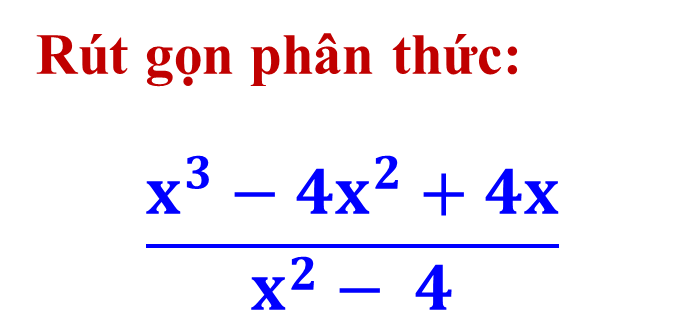 Rút gọn phân thức:
x³ − 4x² + 4x
x² − 4